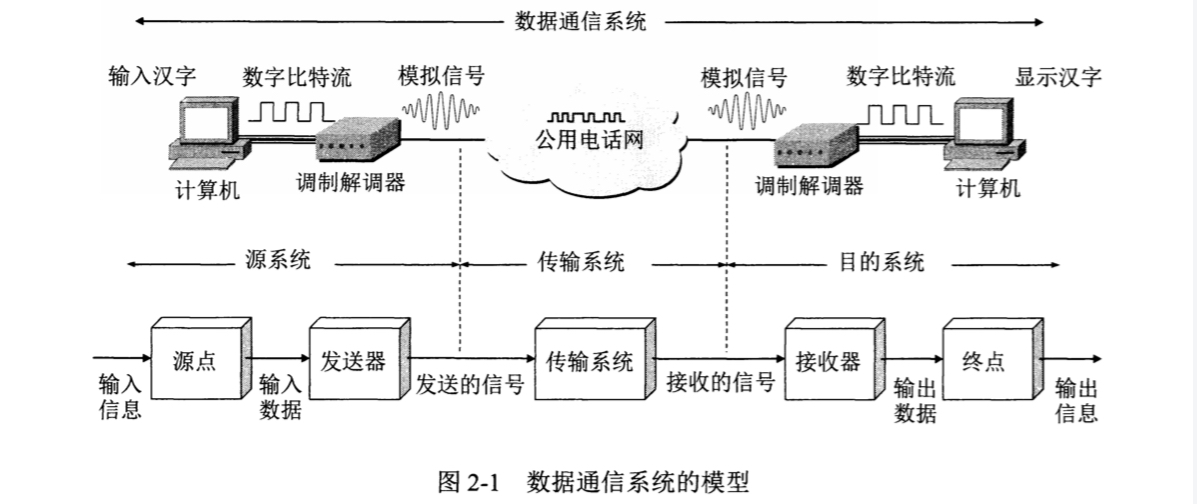 数据通信系统
输入汉字
数字比特流
模拟信号
模拟信号
数字比特流
显示汉字
公用电话网
计算机
调制解调器
调制解调器
计算机
源系统
传输系统
目的系统
源点
发送器
传输系统
接收器
终点
输入
信息
输入
数据
发送的信号
接收的信号
输出
数据
输出
信息
图 2-1 数据通信系统的模型